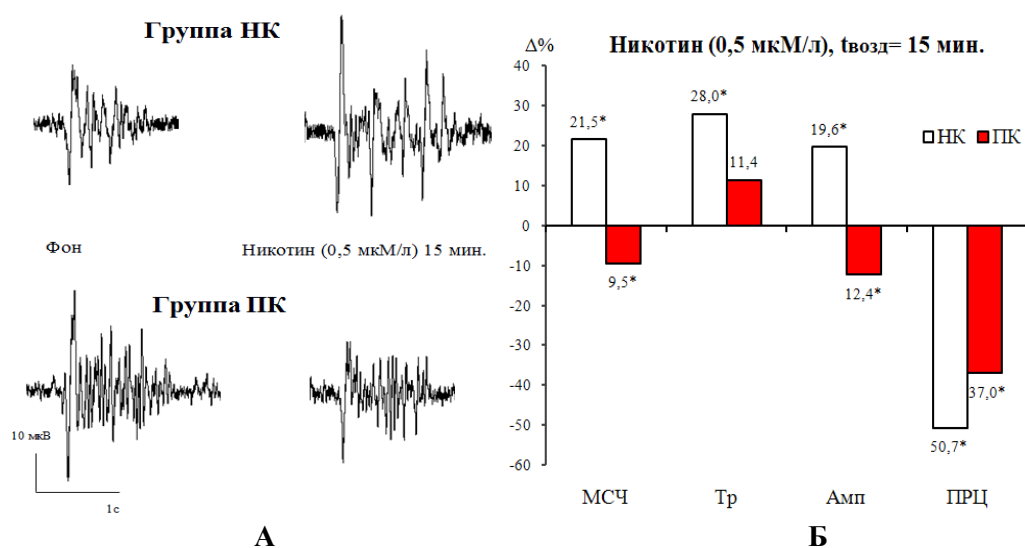 Группа НК
Фон
Никотин (0,5 мкМ/л) 15 мин.
Группа ПК
10 мкВ
1с
А
Δ%
Никотин (0,5 мкМ/л), tвозд= 15 мин.
40
30
20
10
0
-10
-20
-30
-40
-50
-60
21,5*
9,5*
28,0*
11,4
19,6*
12,4*
50,7*
37,0*
НК
ПК
МСЧ
Тр
Амп
ПРЦ
Б